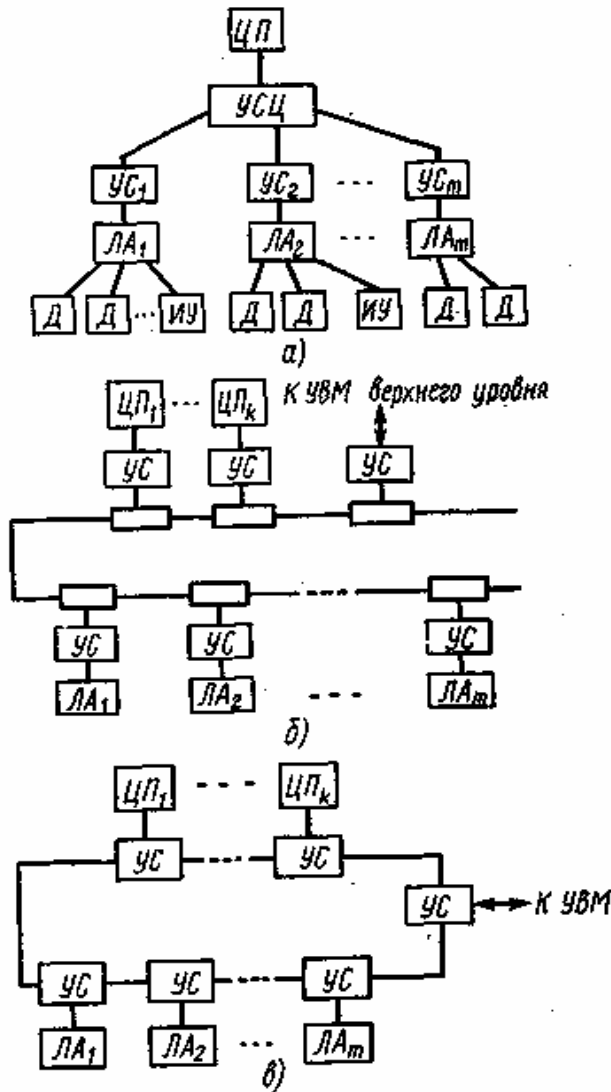 ЦП
УСЦ
УС₁ УС₂ УСₘ
ЛА₁ ЛА₂ ЛАₘ
Д Д ИУ Д Д ИУ Д Д
а)
ЦП₁ ЦПₖ К УВМ верхнего уровня
УС УС УС
УС УС УС
ЛА₁ ЛА₂ ЛАₘ
б)
ЦП₁ ЦПₖ
УС УС
УС К УВМ
УС УС УС
ЛА₁ ЛА₂ ЛАₘ
в)